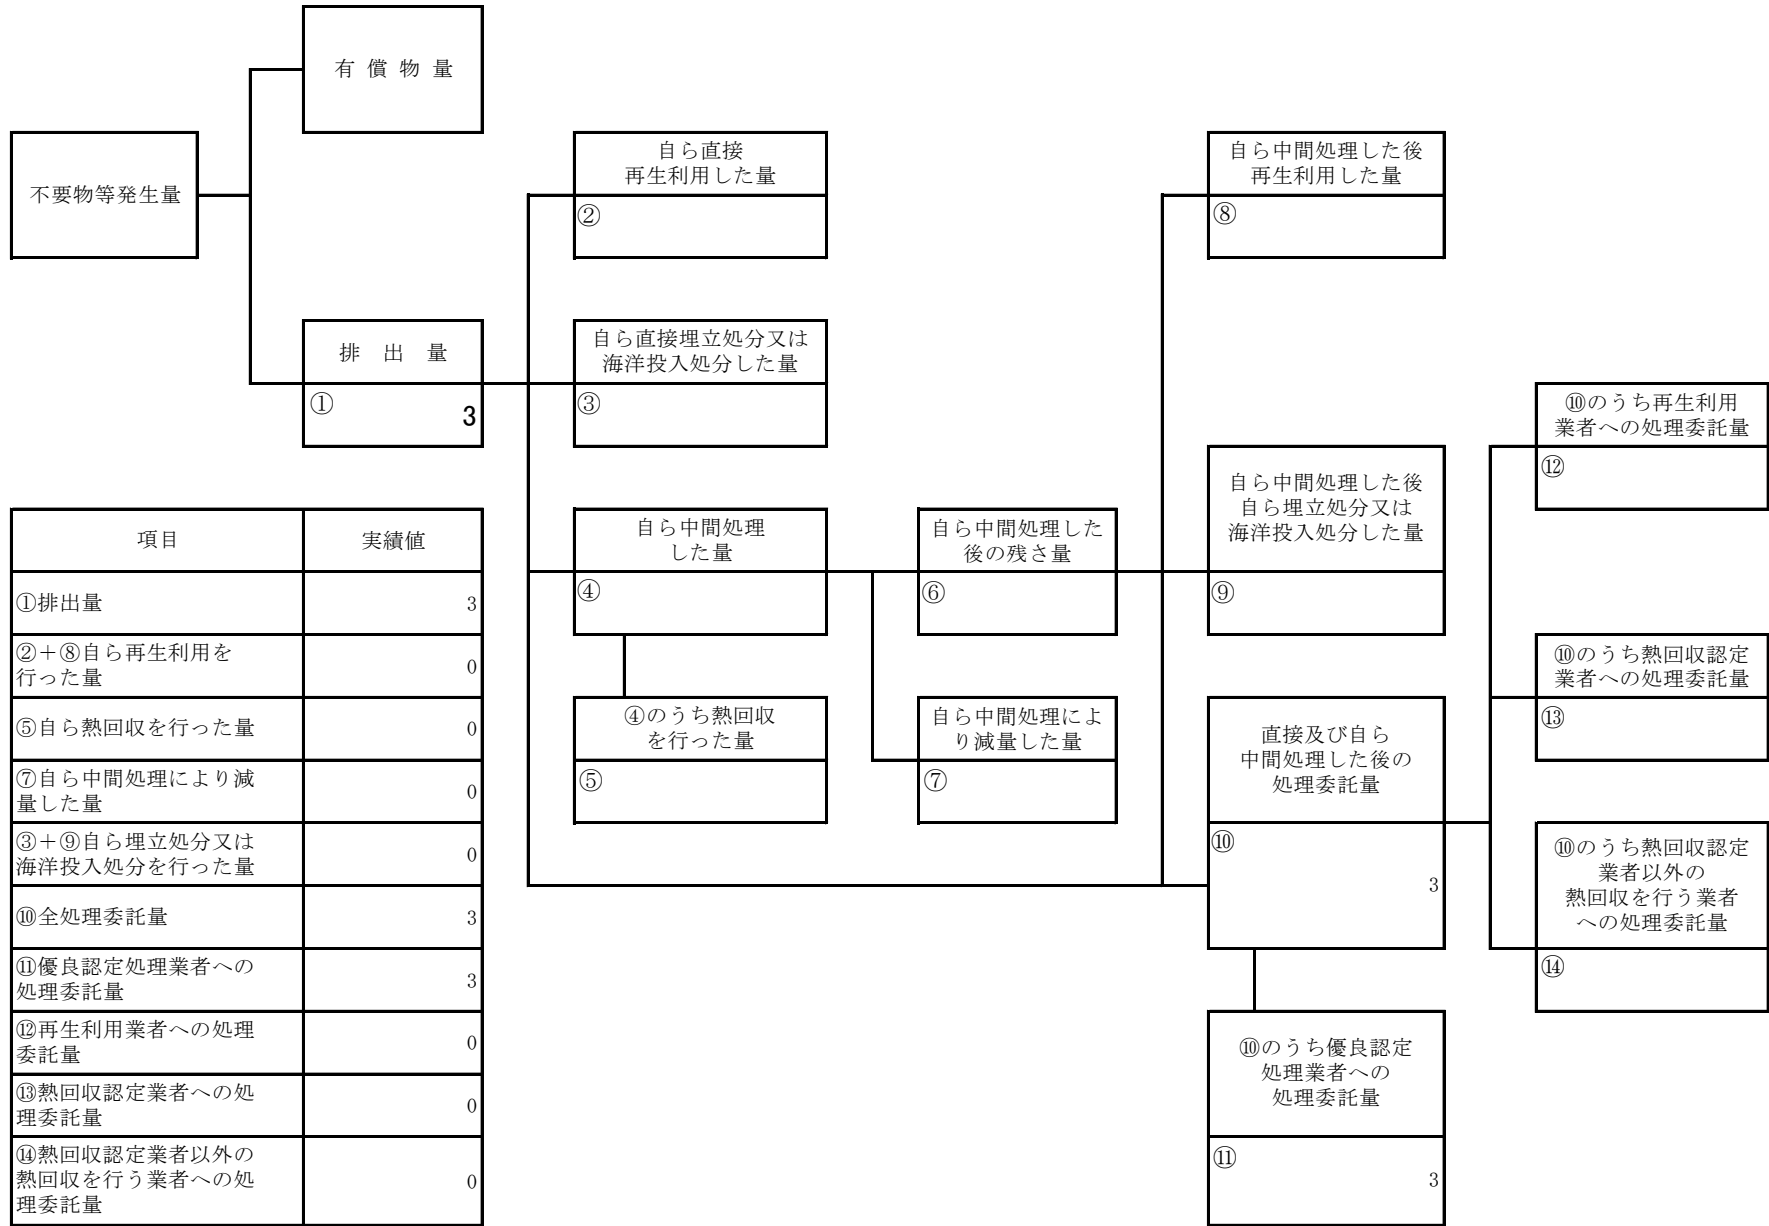 有償物量
不要物等発生量
自ら直接
再生利用した量
②
自ら中間処理した後
再生利用した量
⑧
排出量
①
3
自ら直接埋立処分又は
海洋投入処分した量
③
⑩のうち再生利用
業者への処理委託量
⑫
自ら中間処理した後
自ら埋立処分又は
海洋投入処分した量
⑨
自ら中間処理
した量
④
自ら中間処理した
後の残さ量
⑥
⑩のうち熱回収認定
業者への処理委託量
⑬
④のうち熱回収
を行った量
⑤
自ら中間処理によ
り減量した量
⑦
直接及び自ら
中間処理した後の
処理委託量
⑩
3
⑩のうち熱回収認定
業者以外の
熱回収を行う業者
への処理委託量
⑭
⑩のうち優良認定
処理業者への
処理委託量
⑪
3
項目
実績値
①排出量
3
②+⑧自ら再生利用を
行った量
0
⑤自ら熱回収を行った量
0
⑦自ら中間処理により減
量した量
0
③+⑨自ら埋立処分又は
海洋投入処分を行った量
0
⑩全処理委託量
3
⑪優良認定処理業者への
処理委託量
3
⑫再生利用業者への処理
委託量
0
⑬熱回収認定業者への処
理委託量
0
⑭熱回収認定業者以外の
熱回収を行う業者への処
理委託量
0